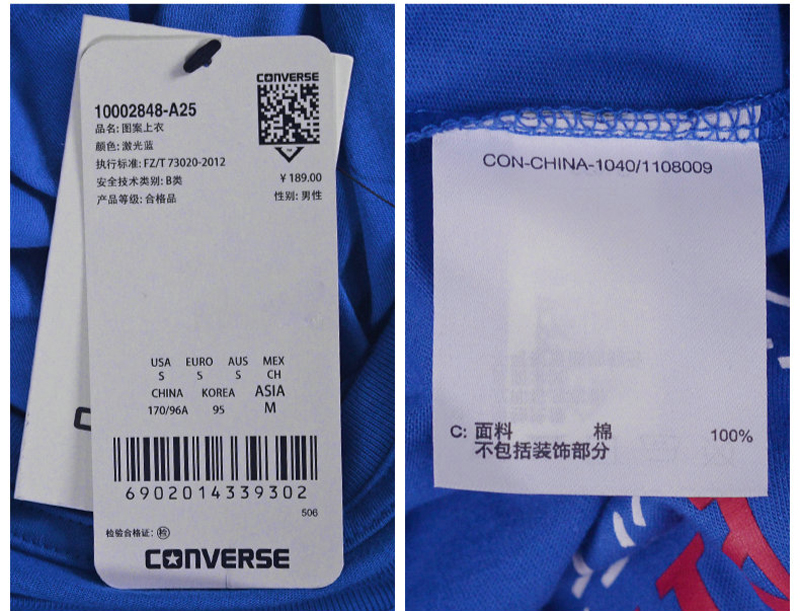 CONVERSE
10002848-A25
品名: 图案上衣
颜色: 激光蓝
执行标准: FZ/T 73020-2012
安全技术类别: B类
¥ 189.00
产品等级: 合格品
性别: 男性
USA EURO AUS MEX
S S S CH
CHINA KOREA ASIA
170/96A 95 M
6902014339302
506
检验合格证: 检
CONVERSE
CON-CHINA-1040/1108009
C: 面料 棉 100%
不包括装饰部分